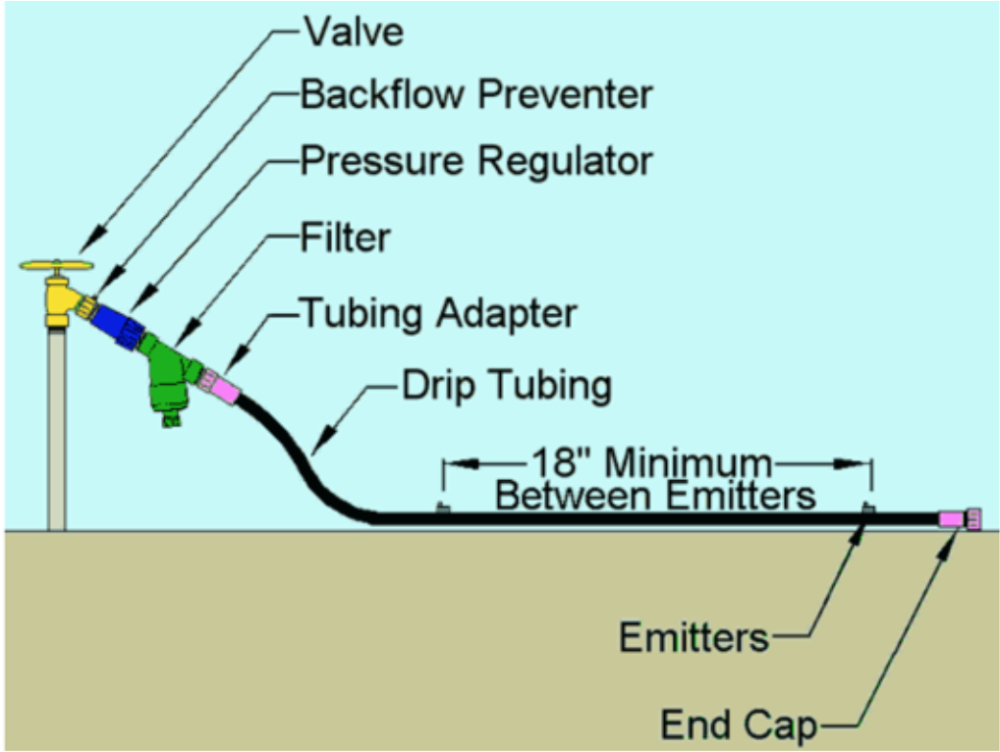 Valve
Backflow Preventer
Pressure Regulator
Filter
Tubing Adapter
Drip Tubing
18" Minimum
Between Emitters
Emitters
End Cap